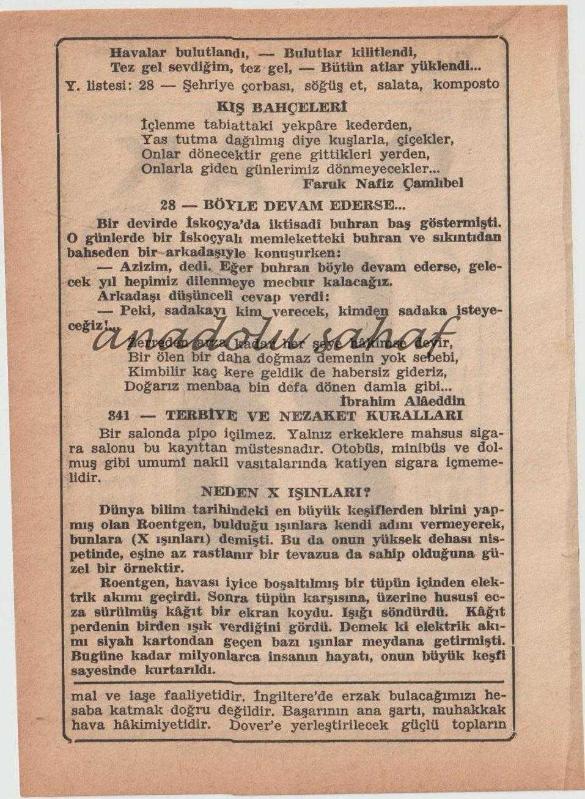 Havalar bulutlandı, — Bulutlar kilitlendi,
Tez gel sevdiğim, tez gel, — Bütün atlar yüklendi...
Y. listesi: 28 — Şehriye çorbası, söğüş et, salata, komposto
KIŞ BAHÇELERİ
İçlenme tabiattaki yekpâre kederden,
Yas tutma dağılmış diye kuşlarla, çiçekler,
Onlar dönecektir gene gittikleri yerden,
Onlarla giden günlerimiz dönmeyecekler...
Faruk Nafiz Çamlıbel
28 — BÖYLE DEVAM EDERSE...
Bir devirde İskoçya'da iktisadî buhran baş göstermişti.
O günlerde bir İskoçyalı memleketteki buhran ve sıkıntıdan
bahseden bir arkadaşıyle konuşurken:
— Azizim, dedi. Eğer buhran böyle devam ederse, gele-
cek yıl hepimiz dilenmeye mecbur kalacağız.
Arkadaşı düşünceli cevap verdi:
— Peki, sadakayı kim verecek, kimden sadaka isteye-
ceğiz!..
anadolu sahaf
Zerreden arza kadar her şeye hâkimse devir,
Bir ölen bir daha doğmaz demenin yok sebebi,
Kimbilir kaç kere geldik de habersiz gideriz,
Doğarız menbaa bin defa dönen damla gibi...
İbrahim Alâeddin
341 — TERBİYE VE NEZAKET KURALLARI
Bir salonda pipo içilmez. Yalnız erkeklere mahsus siga-
ra salonu bu kayıttan müstesnadır. Otobüs, minibüs ve dol-
muş gibi umumî nakil vasıtalarında katiyen sigara içmeme-
lidir.
NEDEN X IŞINLARI?
Dünya bilim tarihindeki en büyük keşiflerden birini yap-
mış olan Roentgen, bulduğu ışınlara kendi adını vermeyerek,
bunlara (X ışınları) demişti. Bu da onun yüksek dehası nis-
petinde, eşine az rastlanır bir tevazua da sahip olduğuna gü-
zel bir örnektir.
Roentgen, havası iyice boşaltılmış bir tüpün içinden elek-
trik akımı geçirdi. Sonra tüpün karşısına, üzerine hususi ec-
za sürülmüş kâğıt bir ekran koydu. Işığı söndürdü. Kâğıt
perdenin birden ışık verdiğini gördü. Demek ki elektrik akı-
mı siyah kartondan geçen bazı ışınlar meydana getirmişti.
Bugüne kadar milyonlarca insanın hayatı, onun büyük keşfi
sayesinde kurtarıldı.
mal ve iaşe faaliyetidir. İngiltere'de erzak bulacağımızı he-
saba katmak doğru değildir. Başarının ana şartı, muhakkak
hava hâkimiyetidir. Dover'e yerleştirilecek güçlü topların